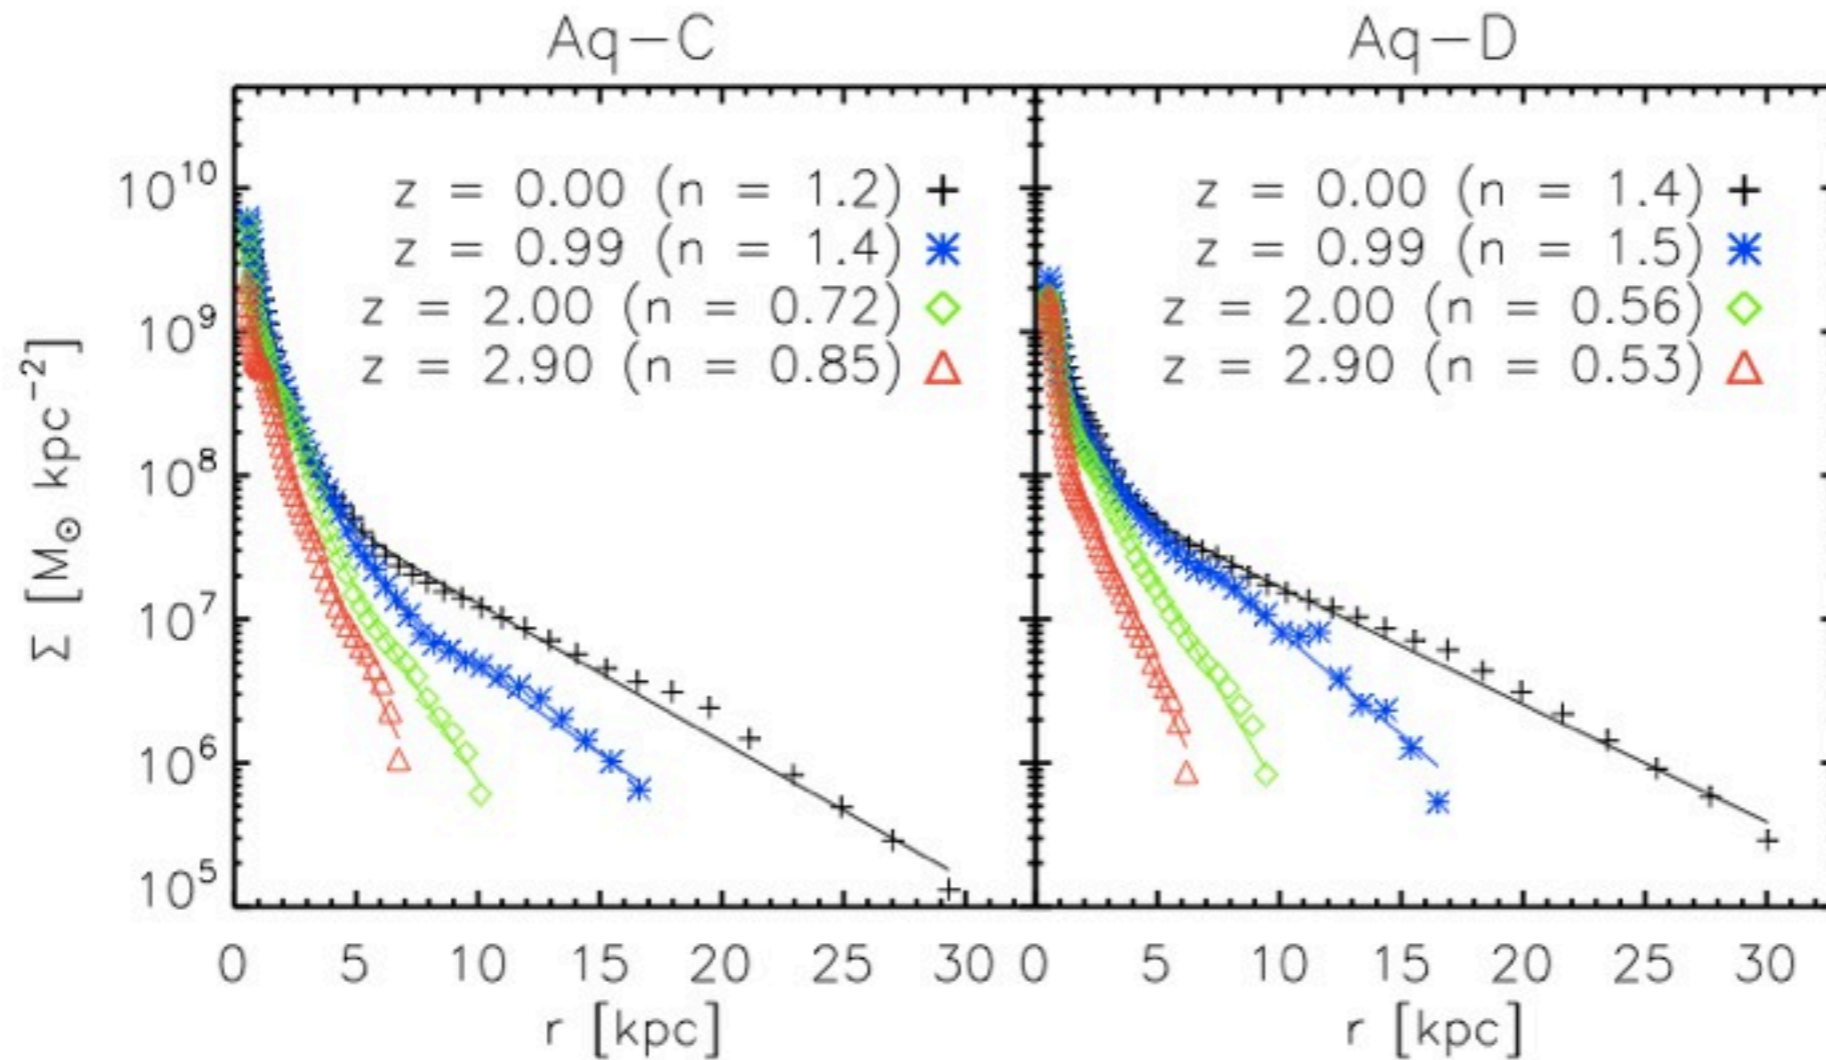 Aq-C
z = 0.00 (n = 1.2)
z = 0.99 (n = 1.4)
z = 2.00 (n = 0.72)
z = 2.90 (n = 0.85)
Aq-D
z = 0.00 (n = 1.4)
z = 0.99 (n = 1.5)
z = 2.00 (n = 0.56)
z = 2.90 (n = 0.53)
Σ [M⊙ kpc⁻²]
10¹⁰
10⁹
10⁸
10⁷
10⁶
10⁵
0 5 10 15 20 25 30
0 5 10 15 20 25 30
r [kpc]
r [kpc]